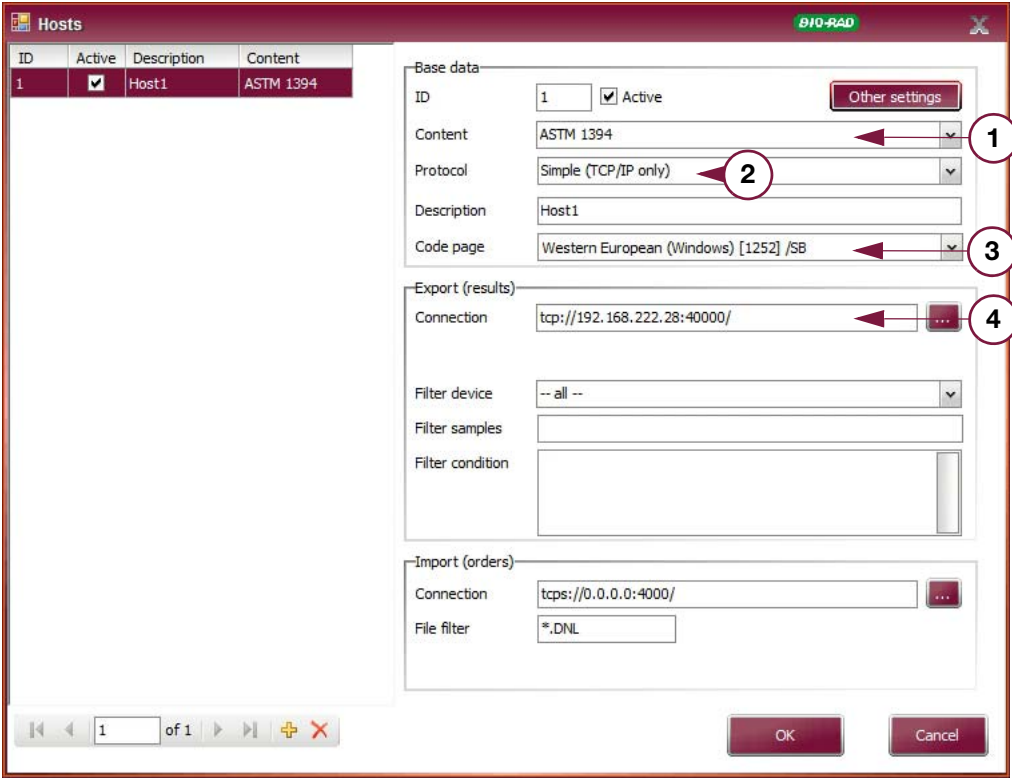 Hosts
BIO-RAD
ID Active Description Content
1 Host1 ASTM 1394
Base data
ID 1 Active Other settings
Content ASTM 1394 1
Protocol Simple (TCP/IP only) 2
Description Host1
Code page Western European (Windows) [1252] /SB 3
Export (results)
Connection tcp://192.168.222.28:40000/ ... 4
Filter device -- all --
Filter samples
Filter condition
Import (orders)
Connection tcps://0.0.0.0:4000/ ...
File filter *.DNL
1 of 1
OK Cancel